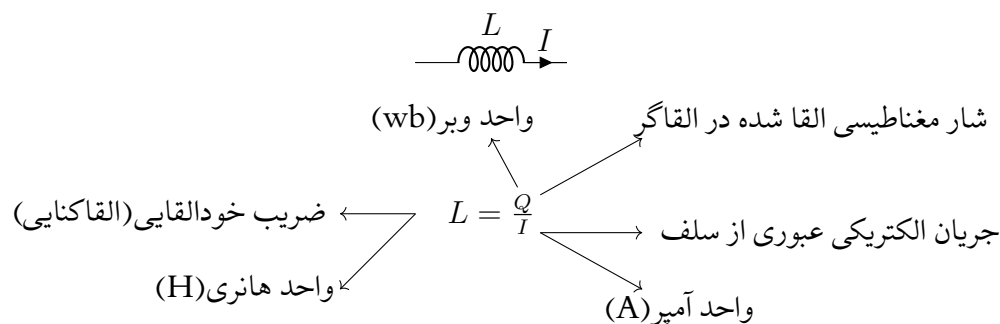 L I
شار مغناطیسی القا شده در القاگر
واحد وبر(wb)
L = Q/I
ضریب خودالقایی(القاکنایی)
جریان الکتریکی عبوری از سلف
واحد هانری(H)
واحد آمپر(A)